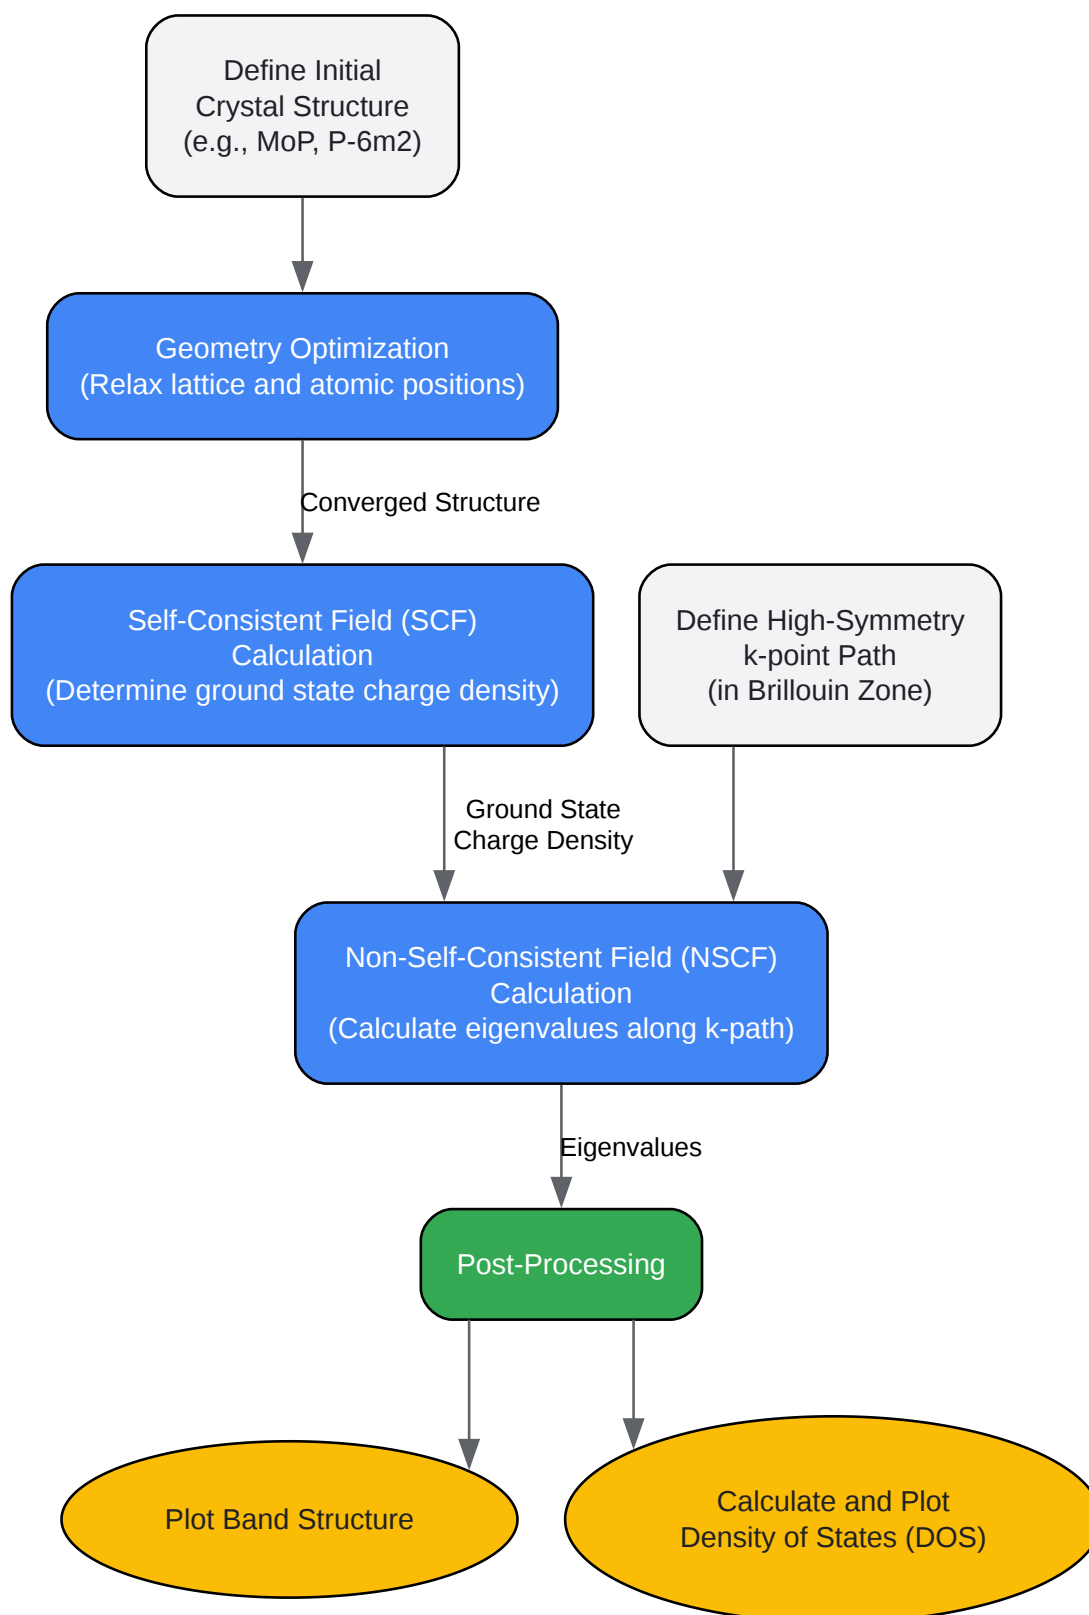 Define Initial
Crystal Structure
(e.g., MoP, P-6m2)
Geometry Optimization
(Relax lattice and atomic positions)
Converged Structure
Self-Consistent Field (SCF)
Calculation
(Determine ground state charge density)
Define High-Symmetry
k-point Path
(in Brillouin Zone)
Ground State
Charge Density
Non-Self-Consistent Field (NSCF)
Calculation
(Calculate eigenvalues along k-path)
Eigenvalues
Post-Processing
Plot Band Structure
Calculate and Plot
Density of States (DOS)